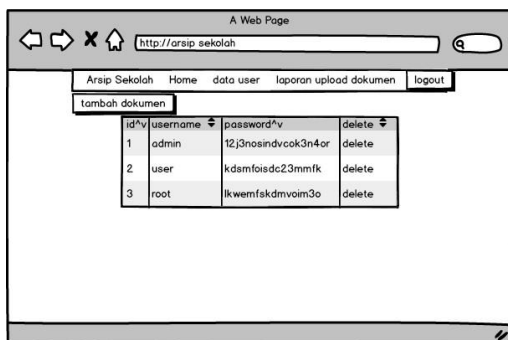 A Web Page
http://arsip sekolah
Arsip Sekolah Home data user laporan upload dokumen logout
tambah dokumen
id^v username password^v delete
1 admin 12j3nosindvcok3n4or delete
2 user kdsmfoisdc23mmfk delete
3 root lkwemfskdmvoim3o delete